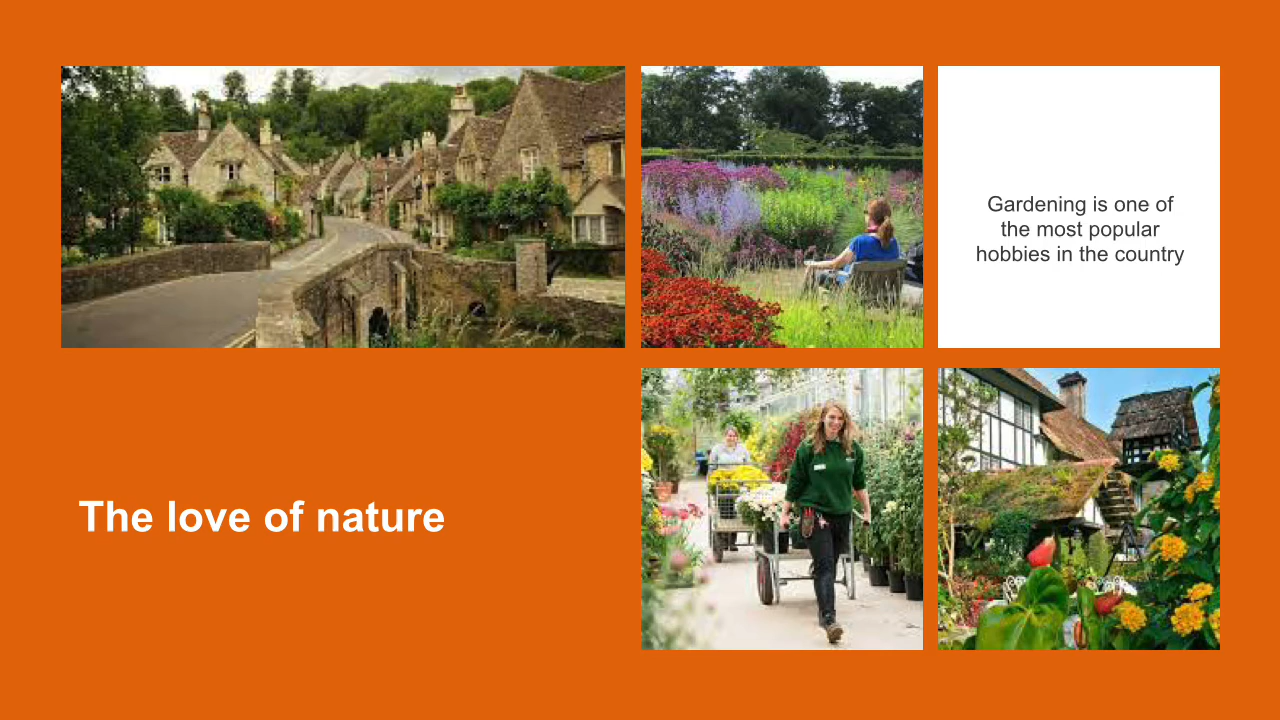 Gardening is one of
the most popular
hobbies in the country
The love of nature